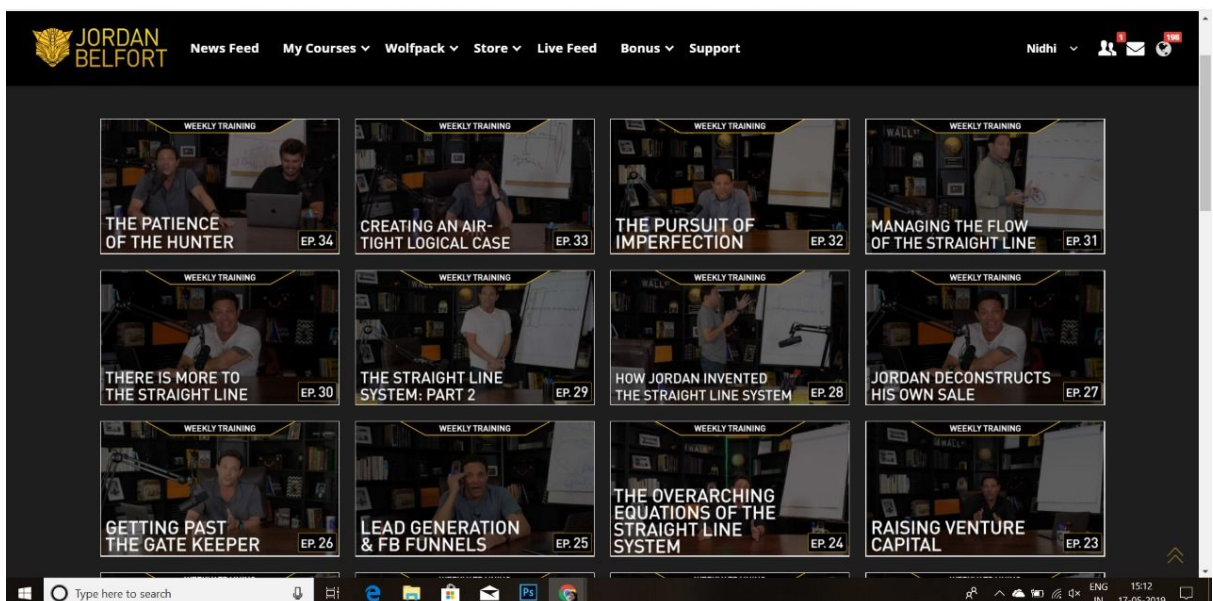 JORDAN
BELFORT
News Feed My Courses Wolfpack Store Live Feed Bonus Support
Nidhi
1
196
WEEKLY TRAINING
THE PATIENCE
OF THE HUNTER
EP. 34
WEEKLY TRAINING
CREATING AN AIR-
TIGHT LOGICAL CASE
EP. 33
WEEKLY TRAINING
THE PURSUIT OF
IMPERFECTION
EP. 32
WEEKLY TRAINING
MANAGING THE FLOW
OF THE STRAIGHT LINE
EP. 31
WEEKLY TRAINING
THERE IS MORE TO
THE STRAIGHT LINE
EP. 30
WEEKLY TRAINING
THE STRAIGHT LINE
SYSTEM: PART 2
EP. 29
WEEKLY TRAINING
HOW JORDAN INVENTED
THE STRAIGHT LINE SYSTEM
EP. 28
WEEKLY TRAINING
JORDAN DECONSTRUCTS
HIS OWN SALE
EP. 27
WEEKLY TRAINING
GETTING PAST
THE GATE KEEPER
EP. 26
WEEKLY TRAINING
LEAD GENERATION
& FB FUNNELS
EP. 25
WEEKLY TRAINING
THE OVERARCHING
EQUATIONS OF THE
STRAIGHT LINE
SYSTEM
EP. 24
WEEKLY TRAINING
RAISING VENTURE
CAPITAL
EP. 23
Type here to search
Ps
ENG
IN
15:12
17-05-2019